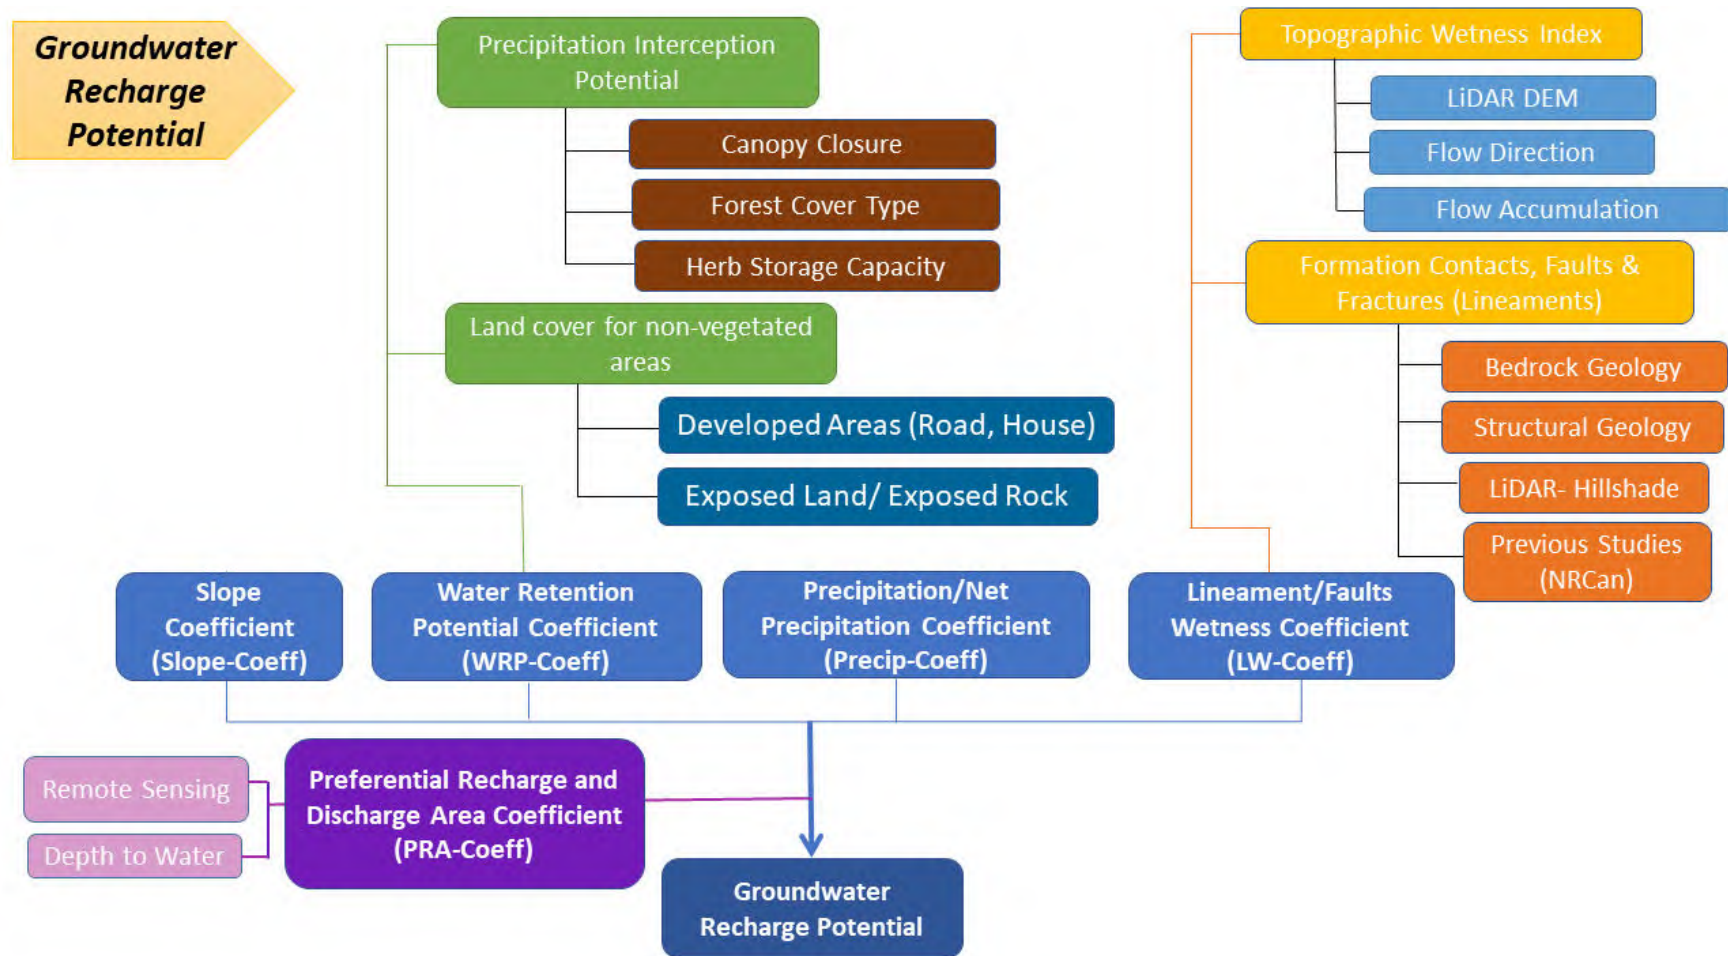 Groundwater
Recharge
Potential
Precipitation Interception
Potential
Canopy Closure
Forest Cover Type
Herb Storage Capacity
Land cover for non-vegetated
areas
Developed Areas (Road, House)
Exposed Land/ Exposed Rock
Topographic Wetness Index
LiDAR DEM
Flow Direction
Flow Accumulation
Formation Contacts, Faults &
Fractures (Lineaments)
Bedrock Geology
Structural Geology
LiDAR- Hillshade
Previous Studies
(NRCan)
Slope
Coefficient
(Slope-Coeff)
Water Retention
Potential Coefficient
(WRP-Coeff)
Precipitation/Net
Precipitation Coefficient
(Precip-Coeff)
Lineament/Faults
Wetness Coefficient
(LW-Coeff)
Remote Sensing
Depth to Water
Preferential Recharge and
Discharge Area Coefficient
(PRA-Coeff)
Groundwater
Recharge Potential